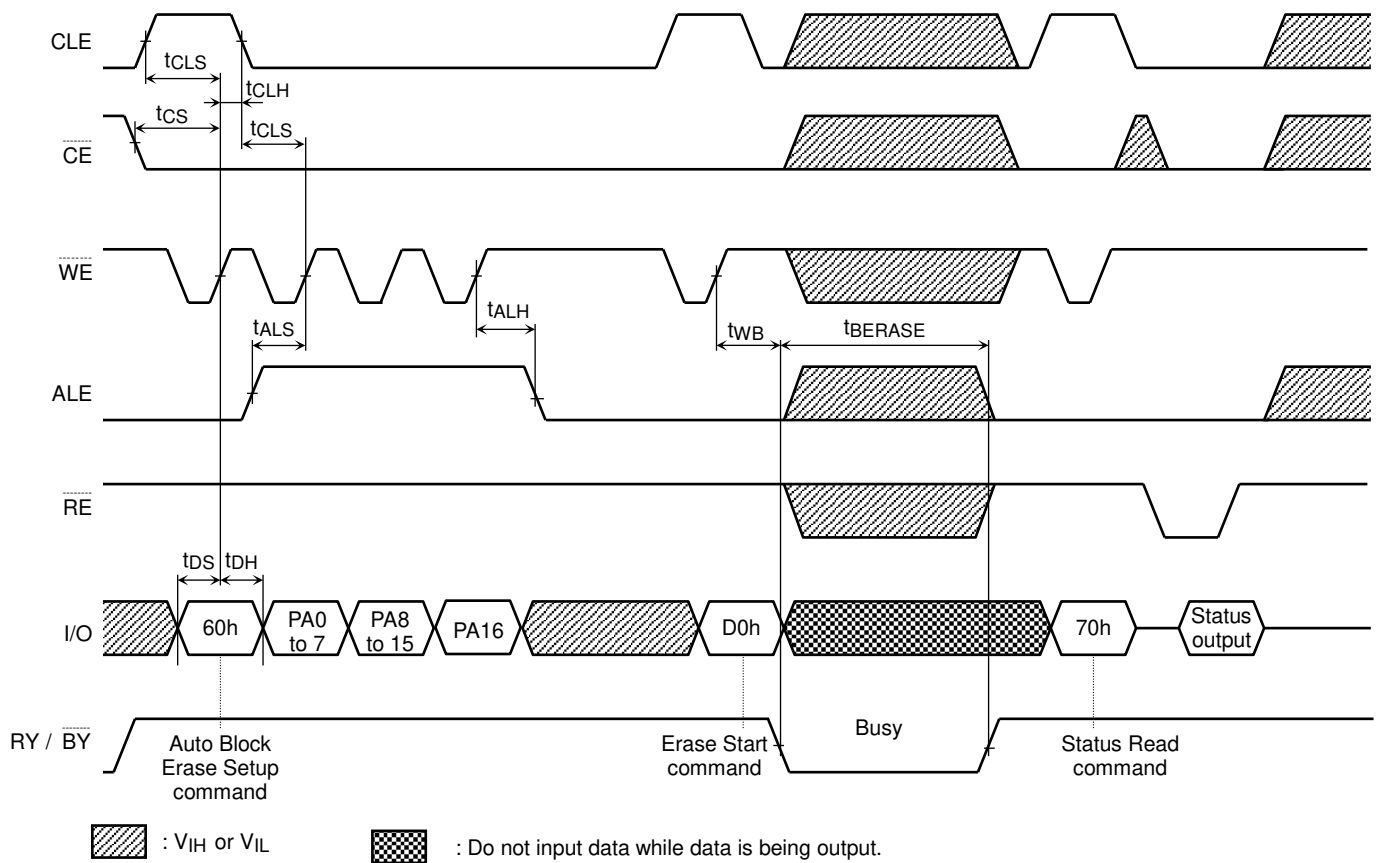 CLE
tCLS
tCLH
tCS
tCLS
CE
WE
tALS
tALH
tWB
tBERASE
ALE
RE
tDS
tDH
I/O
60h
PA0
to 7
PA8
to 15
PA16
D0h
70h
Status
output
RY / BY
Busy
Auto Block
Erase Setup
command
Erase Start
command
Status Read
command
: VIH or VIL
: Do not input data while data is being output.